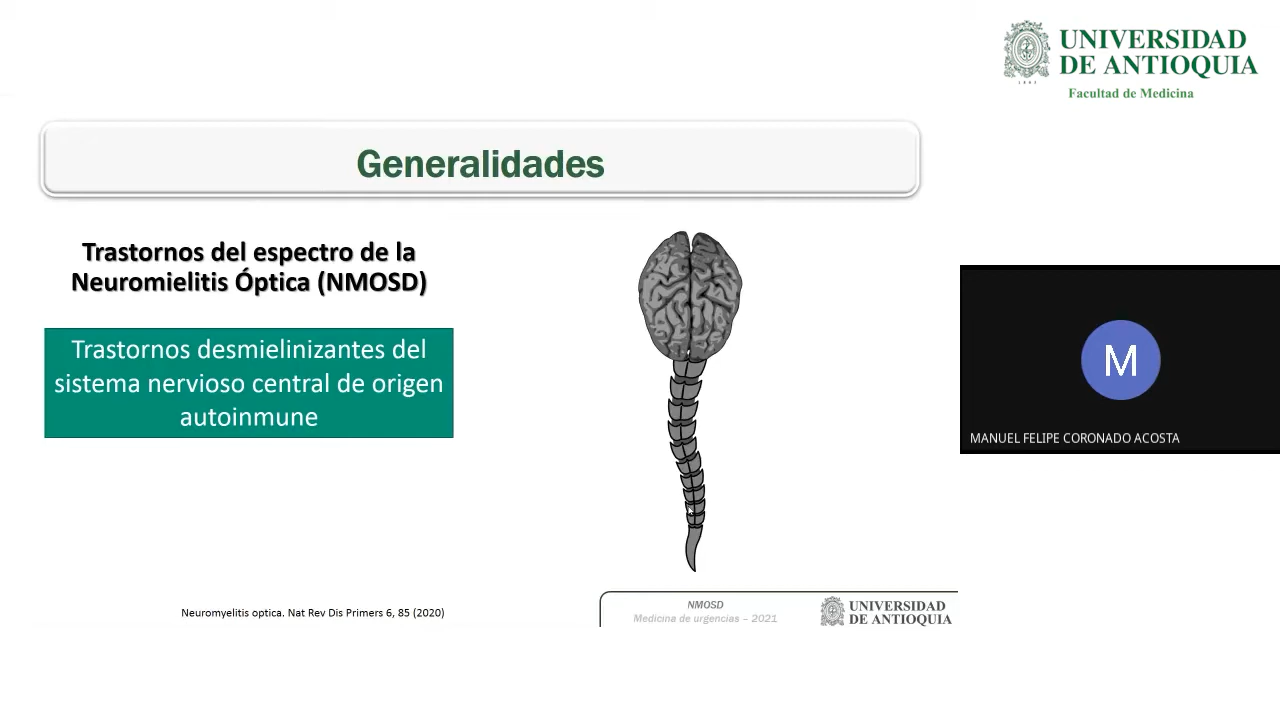 UNIVERSIDAD
DE ANTIOQUIA
Facultad de Medicina
Generalidades
Trastornos del espectro de la
Neuromielitis Óptica (NMOSD)
Trastornos desmielinizantes del
sistema nervioso central de origen
autoinmune
M
MANUEL FELIPE CORONADO ACOSTA
Neuromyelitis optica. Nat Rev Dis Primers 6, 85 (2020)
NMOSD
Medicina de urgencias – 2021
UNIVERSIDAD
DE ANTIOQUIA